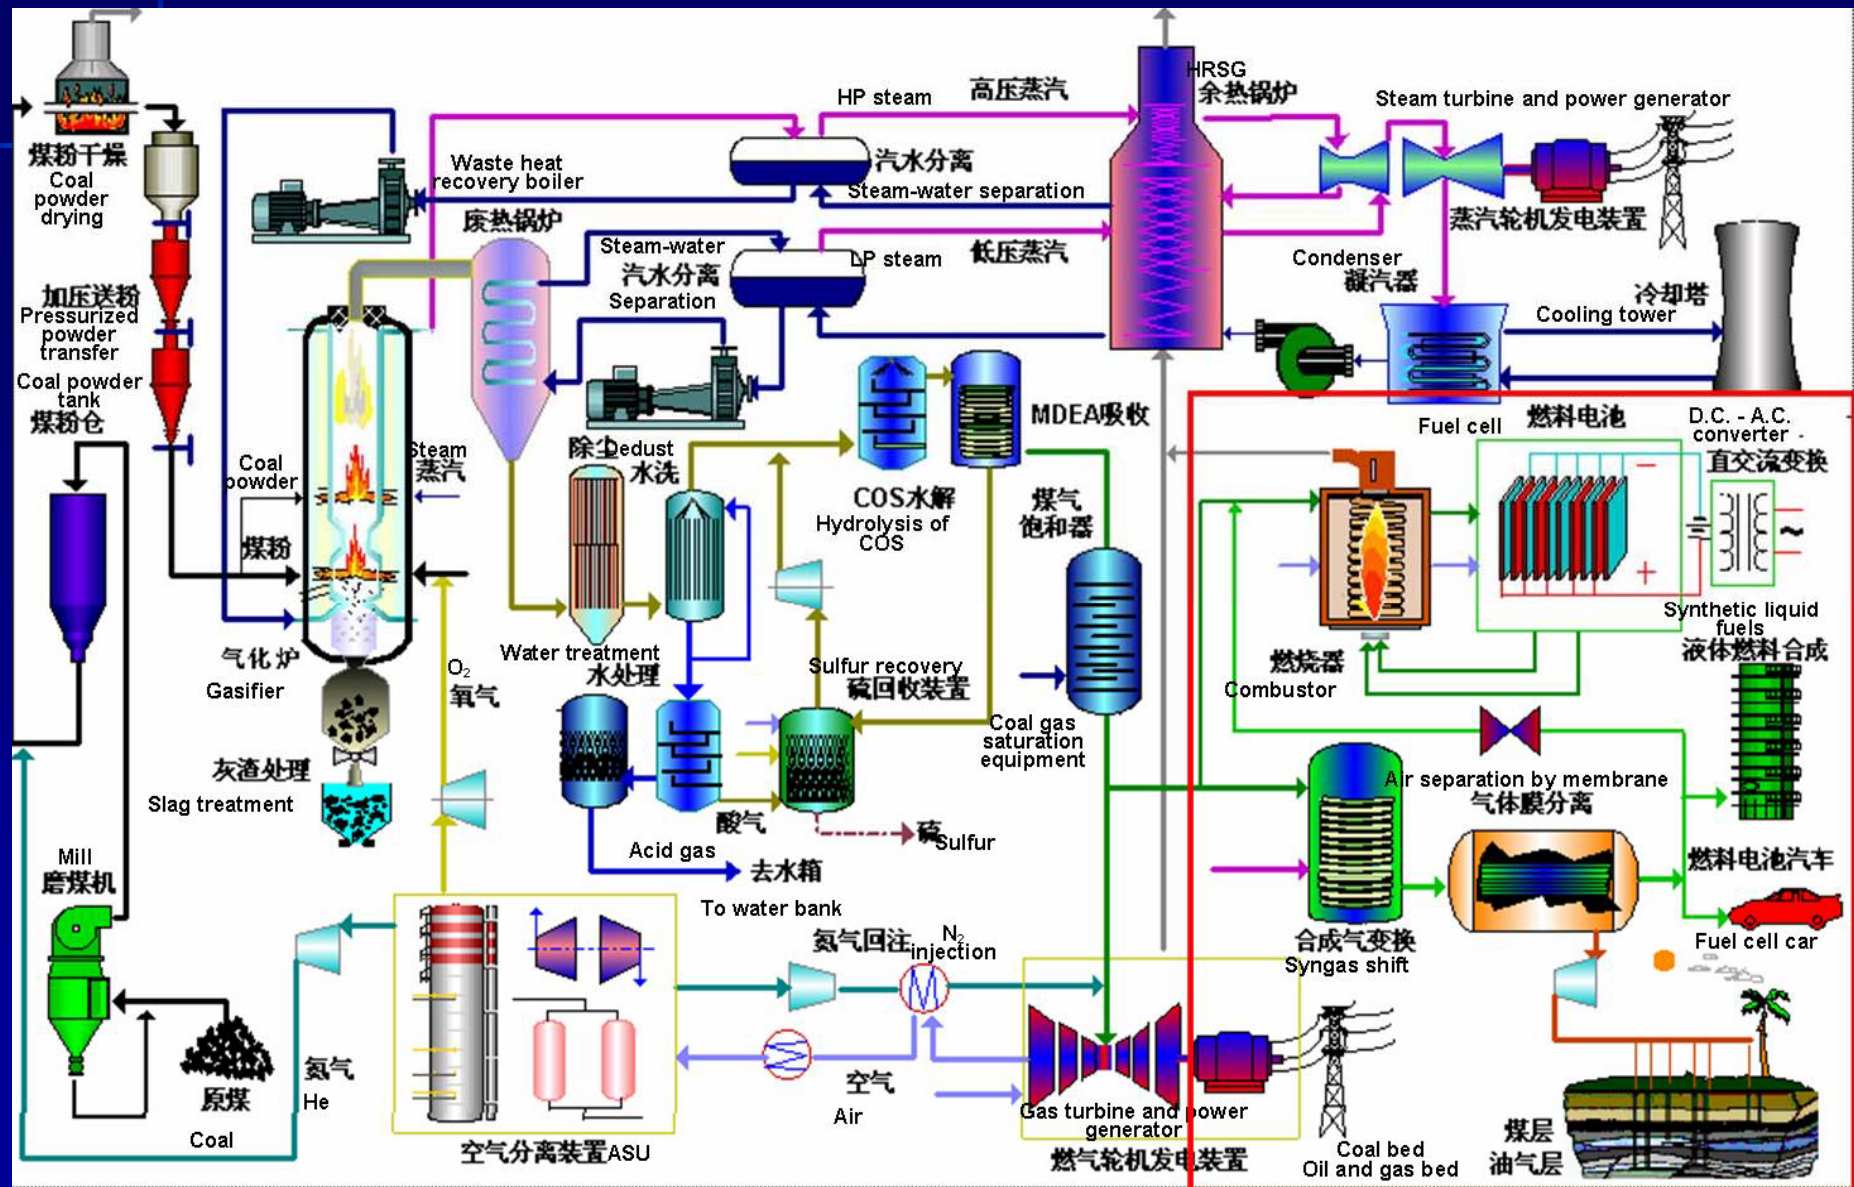 HRSG
余热锅炉
HP steam
高压蒸汽
Steam turbine and power generator
煤粉干燥
Coal
powder
drying
Waste heat
recovery boiler
废热锅炉
汽水分离
Steam-water separation
蒸汽轮机发电装置
Steam-water
汽水分离
Separation
LP steam
低压蒸汽
Condenser
凝汽器
冷却塔
Cooling tower
加压送粉
Pressurized
powder
transfer
Coal powder
tank
煤粉仓
MDEA吸收
Fuel cell
燃料电池
D.C. - A.C.
converter -
直交流变换
Coal
powder
煤粉
Steam
蒸汽
除尘
Dedust
水洗
COS水解
Hydrolysis of
COS
煤气
饱和器
−
+
~
Synthetic liquid
fuels
液体燃料合成
气化炉
Gasifier
O₂
氧气
Water treatment
水处理
Sulfur recovery
硫回收装置
燃烧器
Combustor
Coal gas
saturation
equipment
灰渣处理
Slag treatment
Air separation by membrane
气体膜分离
酸气
Acid gas
硫
Sulfur
去水箱
To water bank
Mill
磨煤机
燃料电池汽车
Fuel cell car
氮气回注
N₂
injection
合成气变换
Syngas shift
原煤
Coal
氮气
He
空气
Air
空气分离装置ASU
Gas turbine and power
generator
燃气轮机发电装置
煤层
油气层
Coal bed
Oil and gas bed